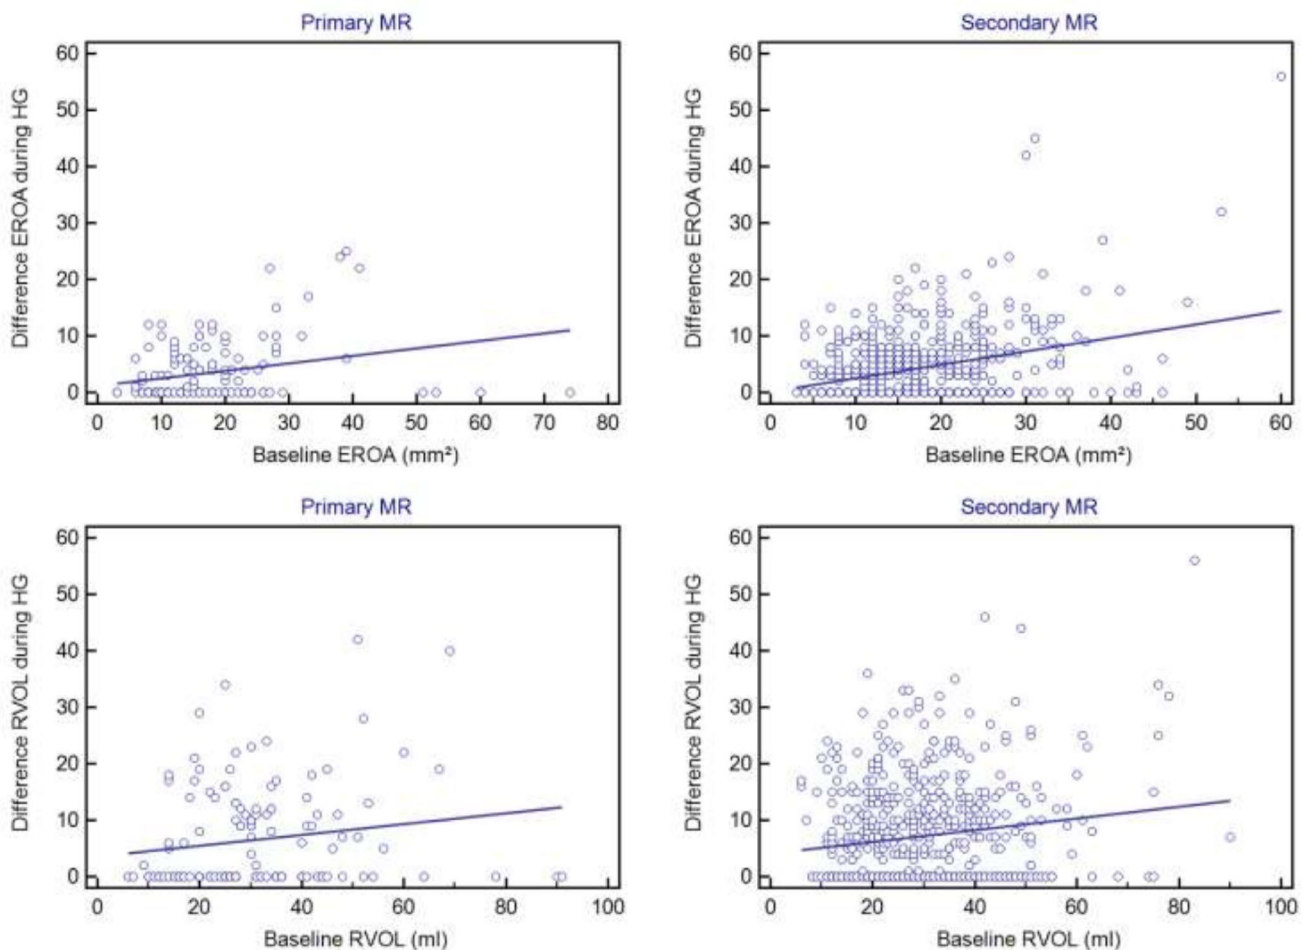 Primary MR
Difference EROA during HG
60
50
40
30
20
10
0
0 10 20 30 40 50 60 70 80
Baseline EROA (mm²)
Secondary MR
Difference EROA during HG
60
50
40
30
20
10
0
10 20 30 40 50 60
0
Baseline EROA (mm²)
Primary MR
Difference RVOL during HG
60
50
40
30
20
10
0
0 20 40 60 80 100
Baseline RVOL (ml)
Secondary MR
Difference RVOL during HG
60
50
40
30
20
10
0
0 20 40 60 80 100
Baseline RVOL (ml)